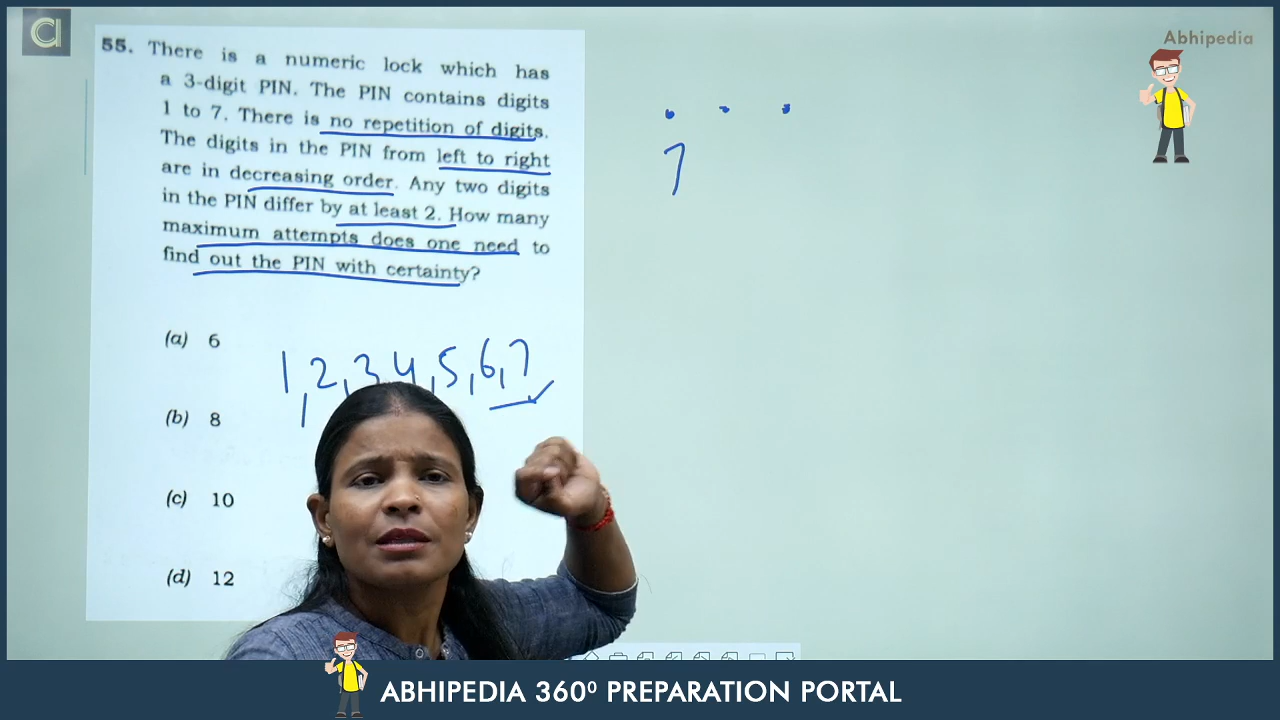 Abhipedia
55. There is a numeric lock which has
a 3-digit PIN. The PIN contains digits
1 to 7. There is no repetition of digits.
The digits in the PIN from left to right
are in decreasing order. Any two digits
in the PIN differ by at least 2. How many
maximum attempts does one need to
find out the PIN with certainty?
7
(a) 6
1, 2, 3 4, 5, 6, 7
(b) 8
(c) 10
(d) 12
ABHIPEDIA 360⁰ PREPARATION PORTAL